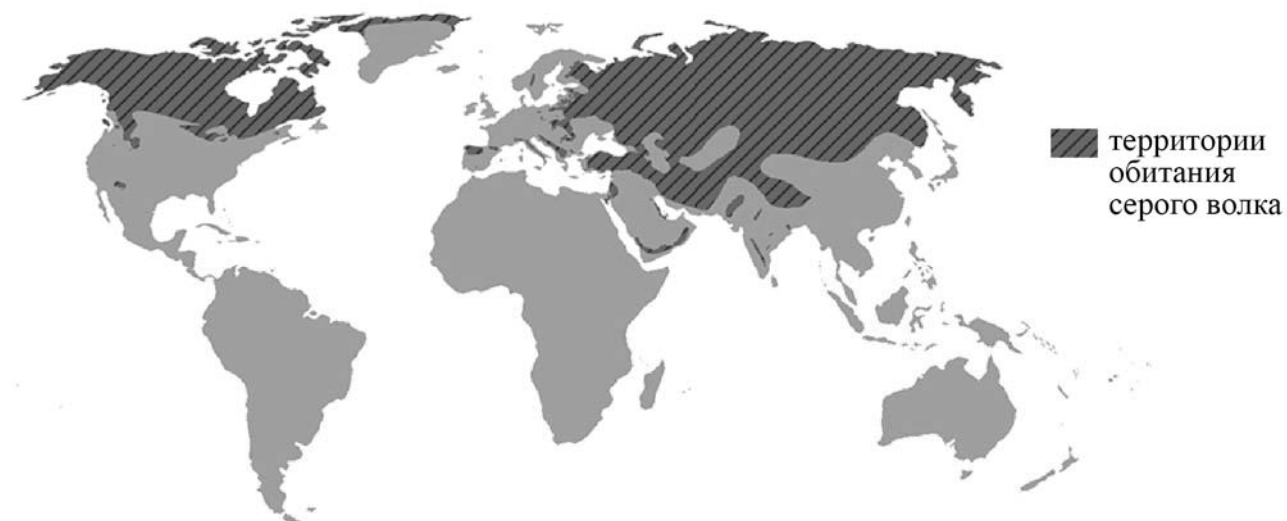 территории
обитания
серого волка